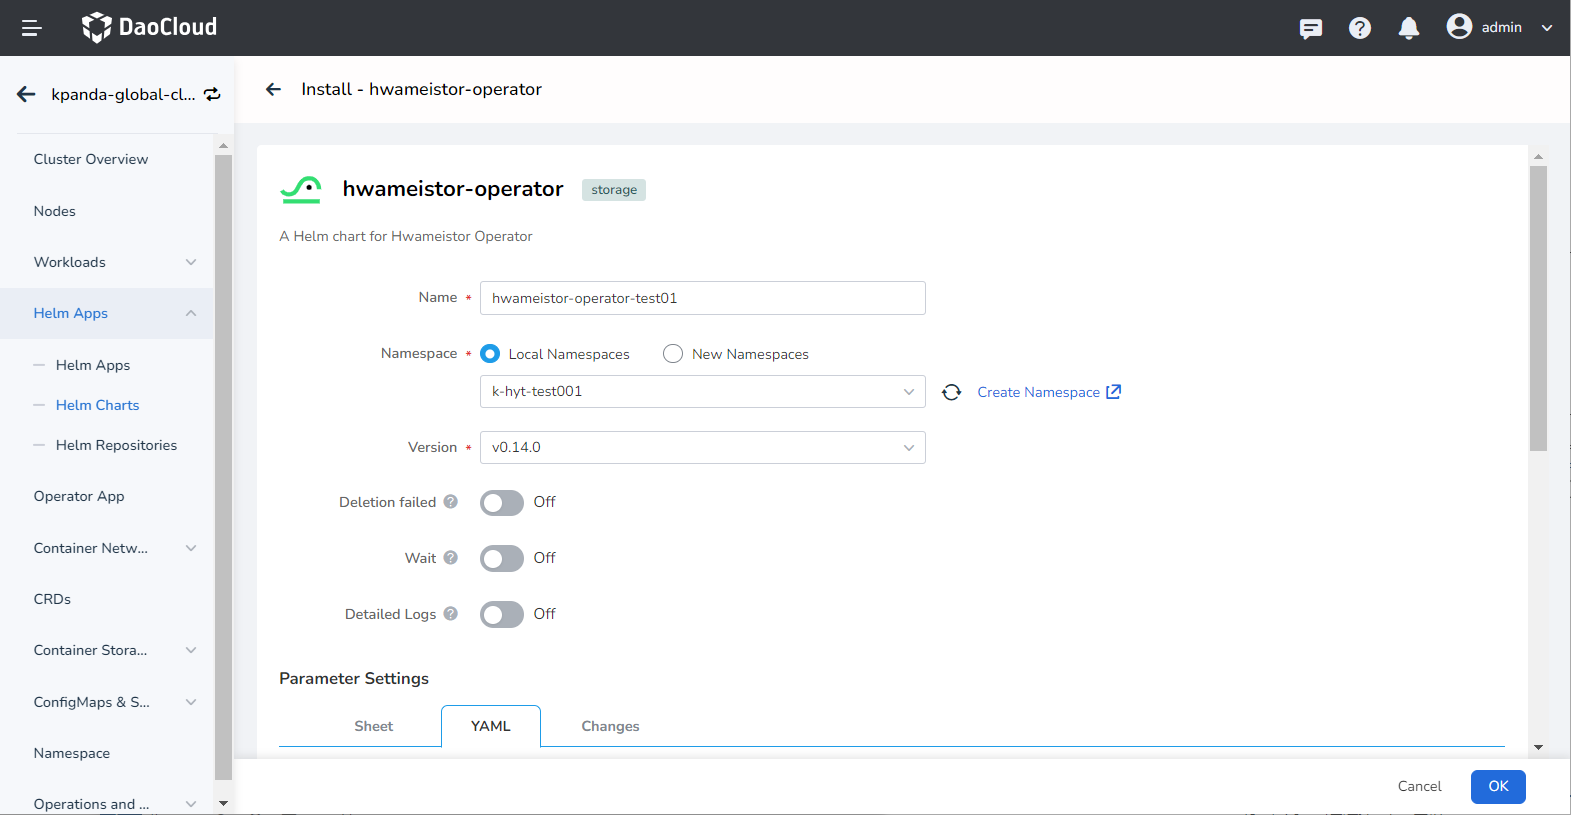 DaoCloud
admin
kpanda-global-cl...
Install - hwameistor-operator
Cluster Overview
Nodes
Workloads
Helm Apps
Helm Apps
Helm Charts
Helm Repositories
Operator App
Container Netw...
CRDs
Container Stora...
ConfigMaps & S...
Namespace
Operations and ...
hwameistor-operator
storage
A Helm chart for Hwameistor Operator
Name * hwameistor-operator-test01
Namespace * Local Namespaces New Namespaces
k-hyt-test001 Create Namespace
Version * v0.14.0
Deletion failed ? Off
Wait ? Off
Detailed Logs ? Off
Parameter Settings
Sheet YAML Changes
Cancel OK